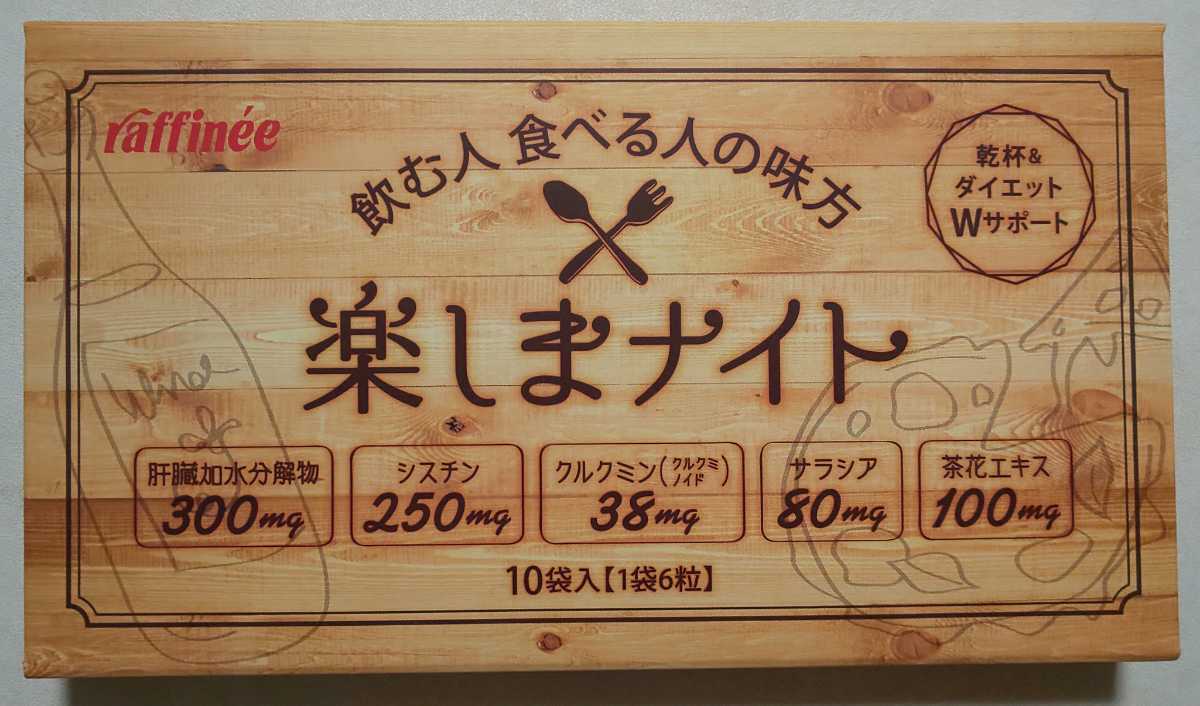 raffinée
飲む人 食べる人の味方
乾杯&
ダイエット
Wサポート
楽しまナイト
肝臓加水分解物
300mg
シスチン
250mg
クルクミン(クルクミノイド)
38mg
サラシア
80mg
茶花エキス
100mg
10袋入【1袋6粒】